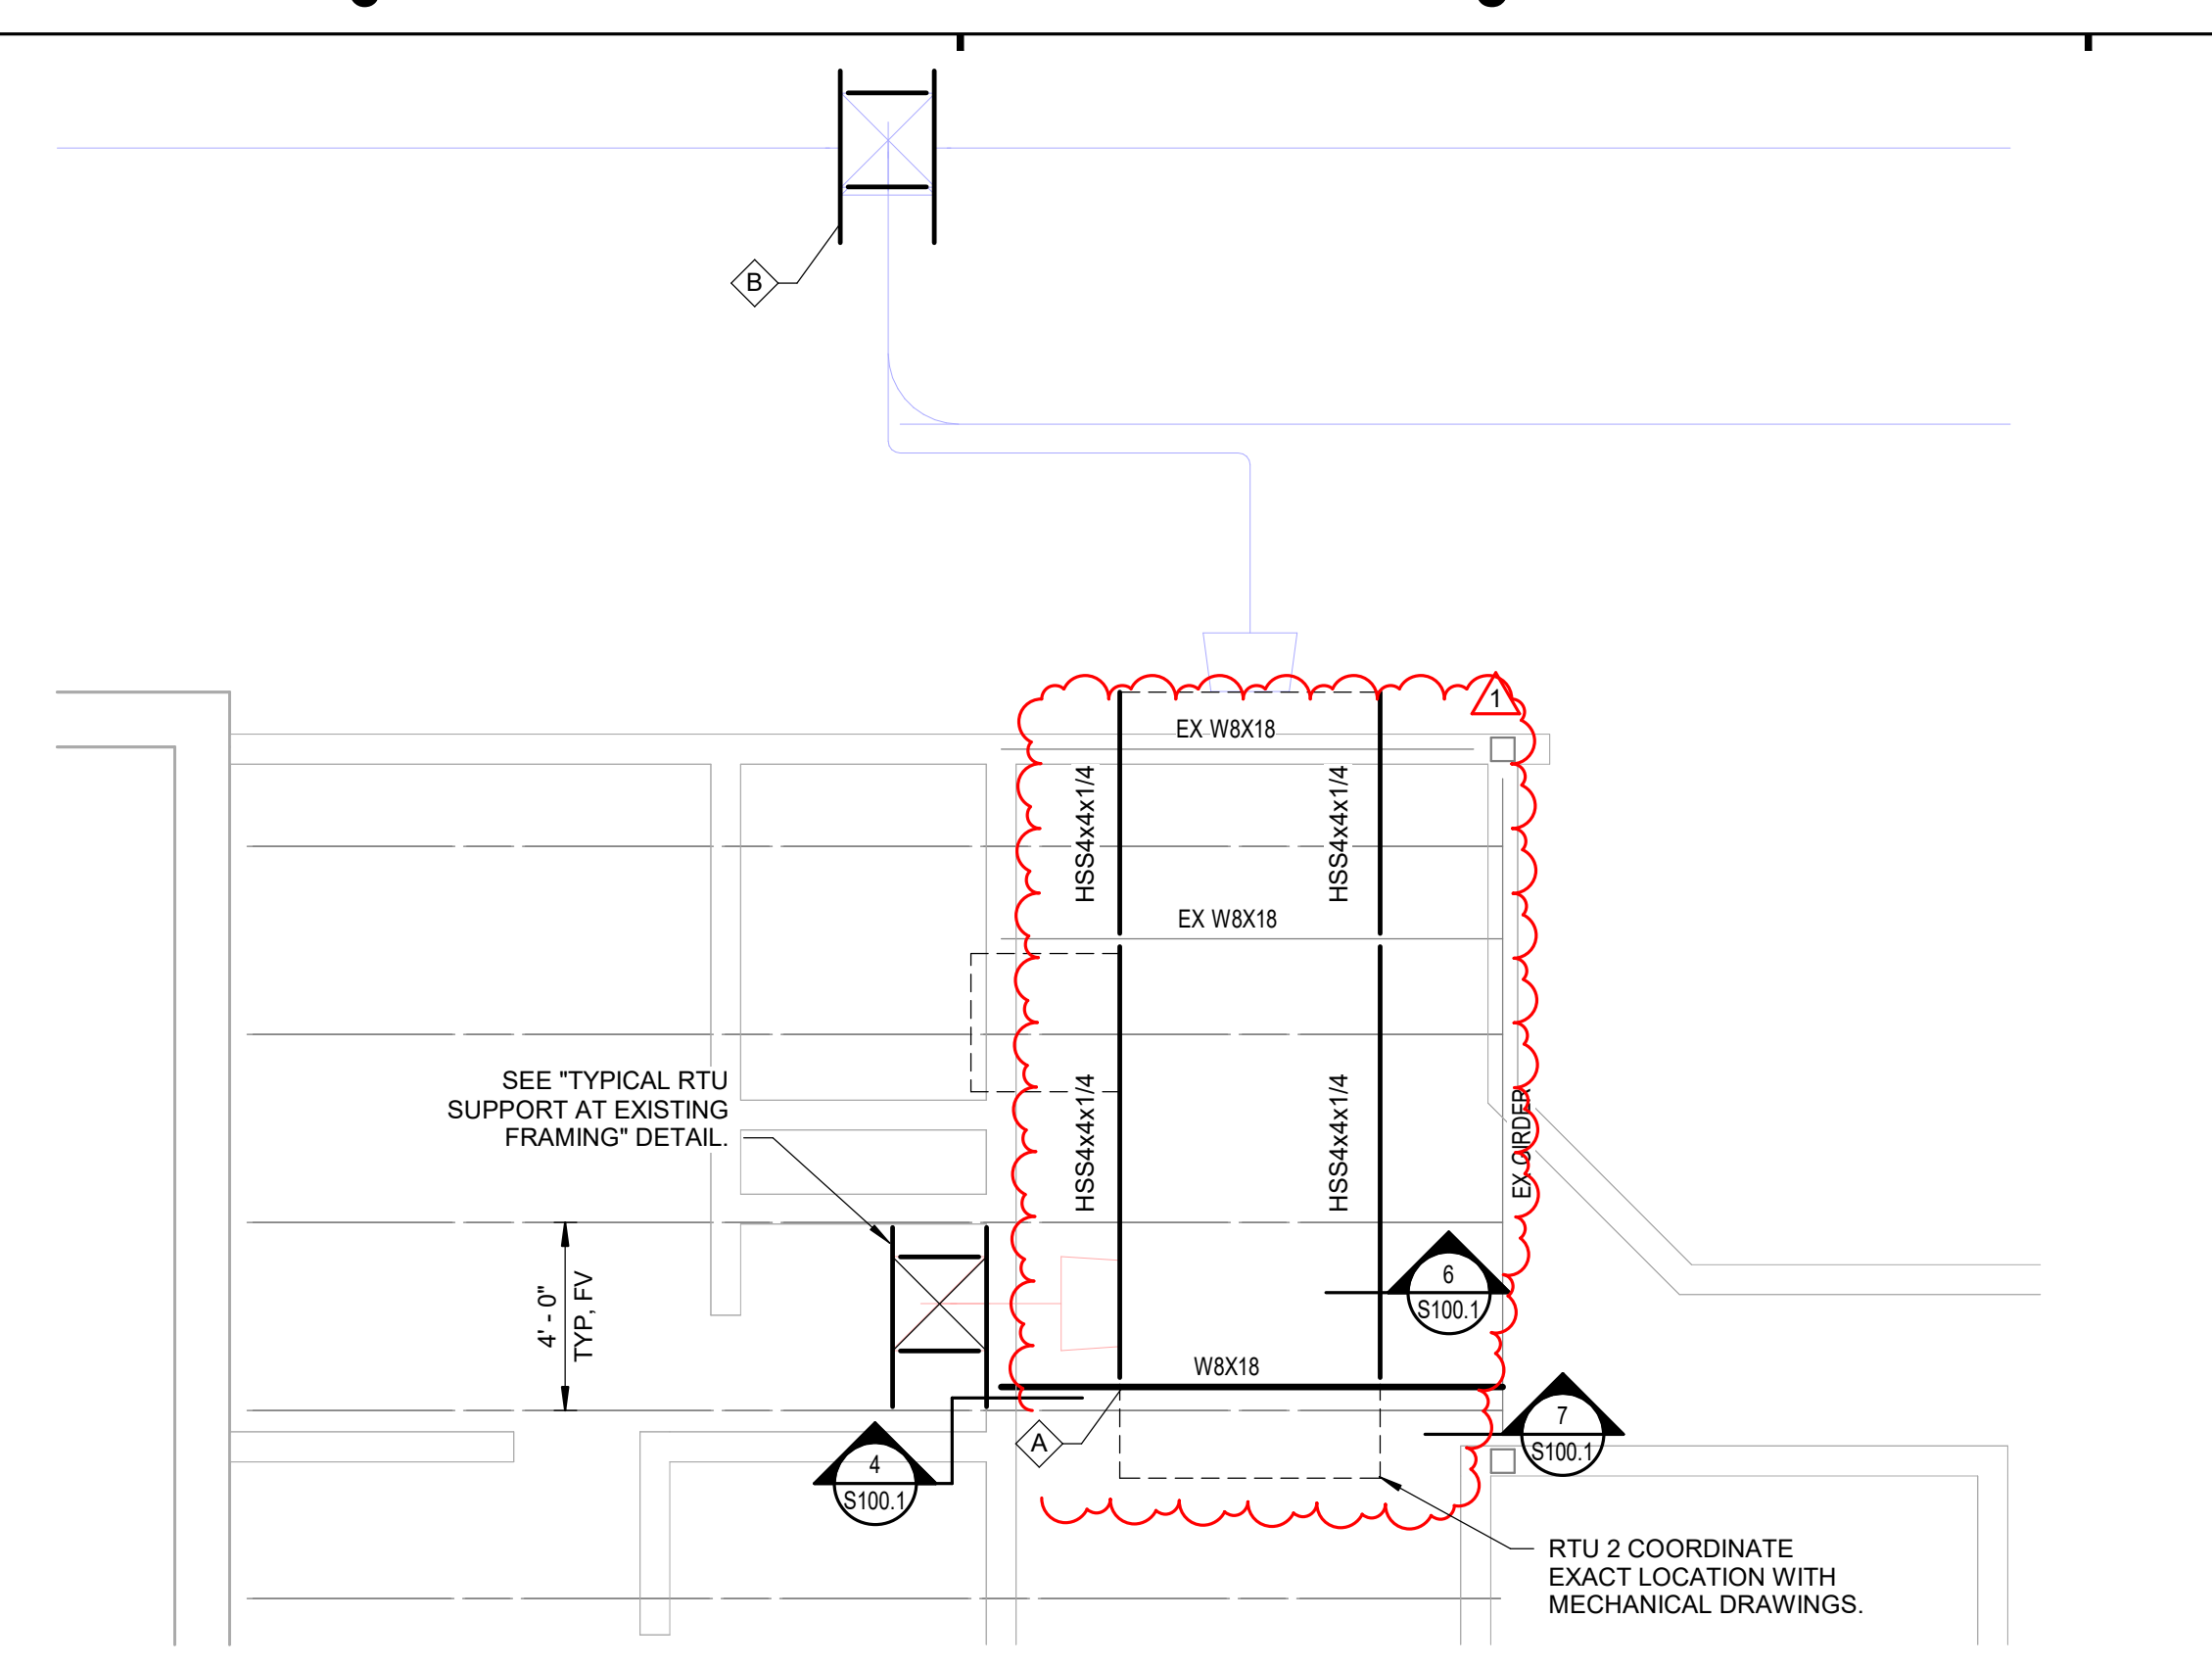 B
1
EX W8X18
HSS4x4x1/4
HSS4x4x1/4
EX W8X18
SEE "TYPICAL RTU
SUPPORT AT EXISTING
FRAMING" DETAIL.
HSS4x4x1/4
HSS4x4x1/4
EX GIRDER
4' - 0"
TYP, FV
6
S100.1
W8X18
7
S100.1
A
4
S100.1
RTU 2 COORDINATE
EXACT LOCATION WITH
MECHANICAL DRAWINGS.